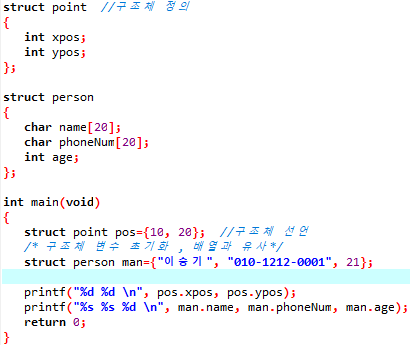 struct point  //구조체 정의
{
   int xpos;
   int ypos;
};

struct person
{
   char name[20];
   char phoneNum[20];
   int age;
};

int main(void)
{
   struct point pos={10, 20};  //구조체 선언
   /* 구조체 변수 초기화 , 배열과 유사*/
   struct person man={"이승기", "010-1212-0001", 21};

   printf("%d %d \n", pos.xpos, pos.ypos);
   printf("%s %s %d \n", man.name, man.phoneNum, man.age);
   return 0;
}